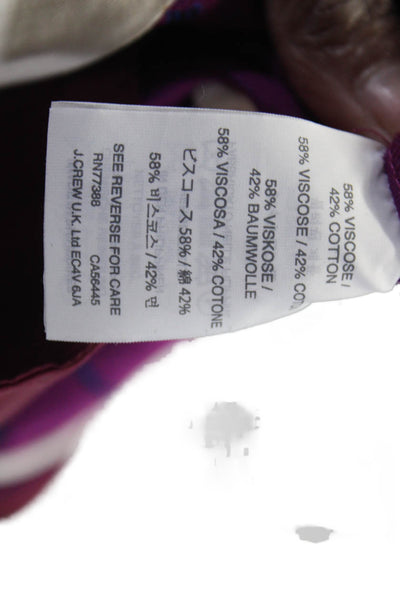 58% VISCOSE /
42% COTTON
58% VISCOSE / 42% COT
58% VISKOSE /
42% BAUMWOLLE
58% VISCOSA / 42% COTONE
ビスコース 58% / 綿 42%
58% 비스코스 / 42% 면
SEE REVERSE FOR CARE
RN77388 CA56445
J.CREW U.K. Ltd EC4V 6JA